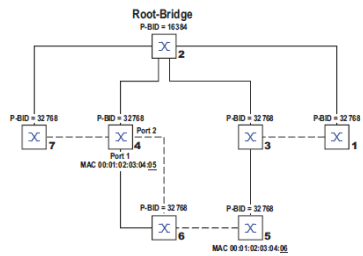 Root-Bridge
P-BID = 16384
2
P-BID = 32768
P-BID = 32768
P-BID = 32768
P-BID = 32768
7
4
Port 2
3
1
Port 1
MAC 00:01:02:03:04:05
P-BID = 32768
P-BID = 32768
6
5
MAC 00:01:02:03:04:06